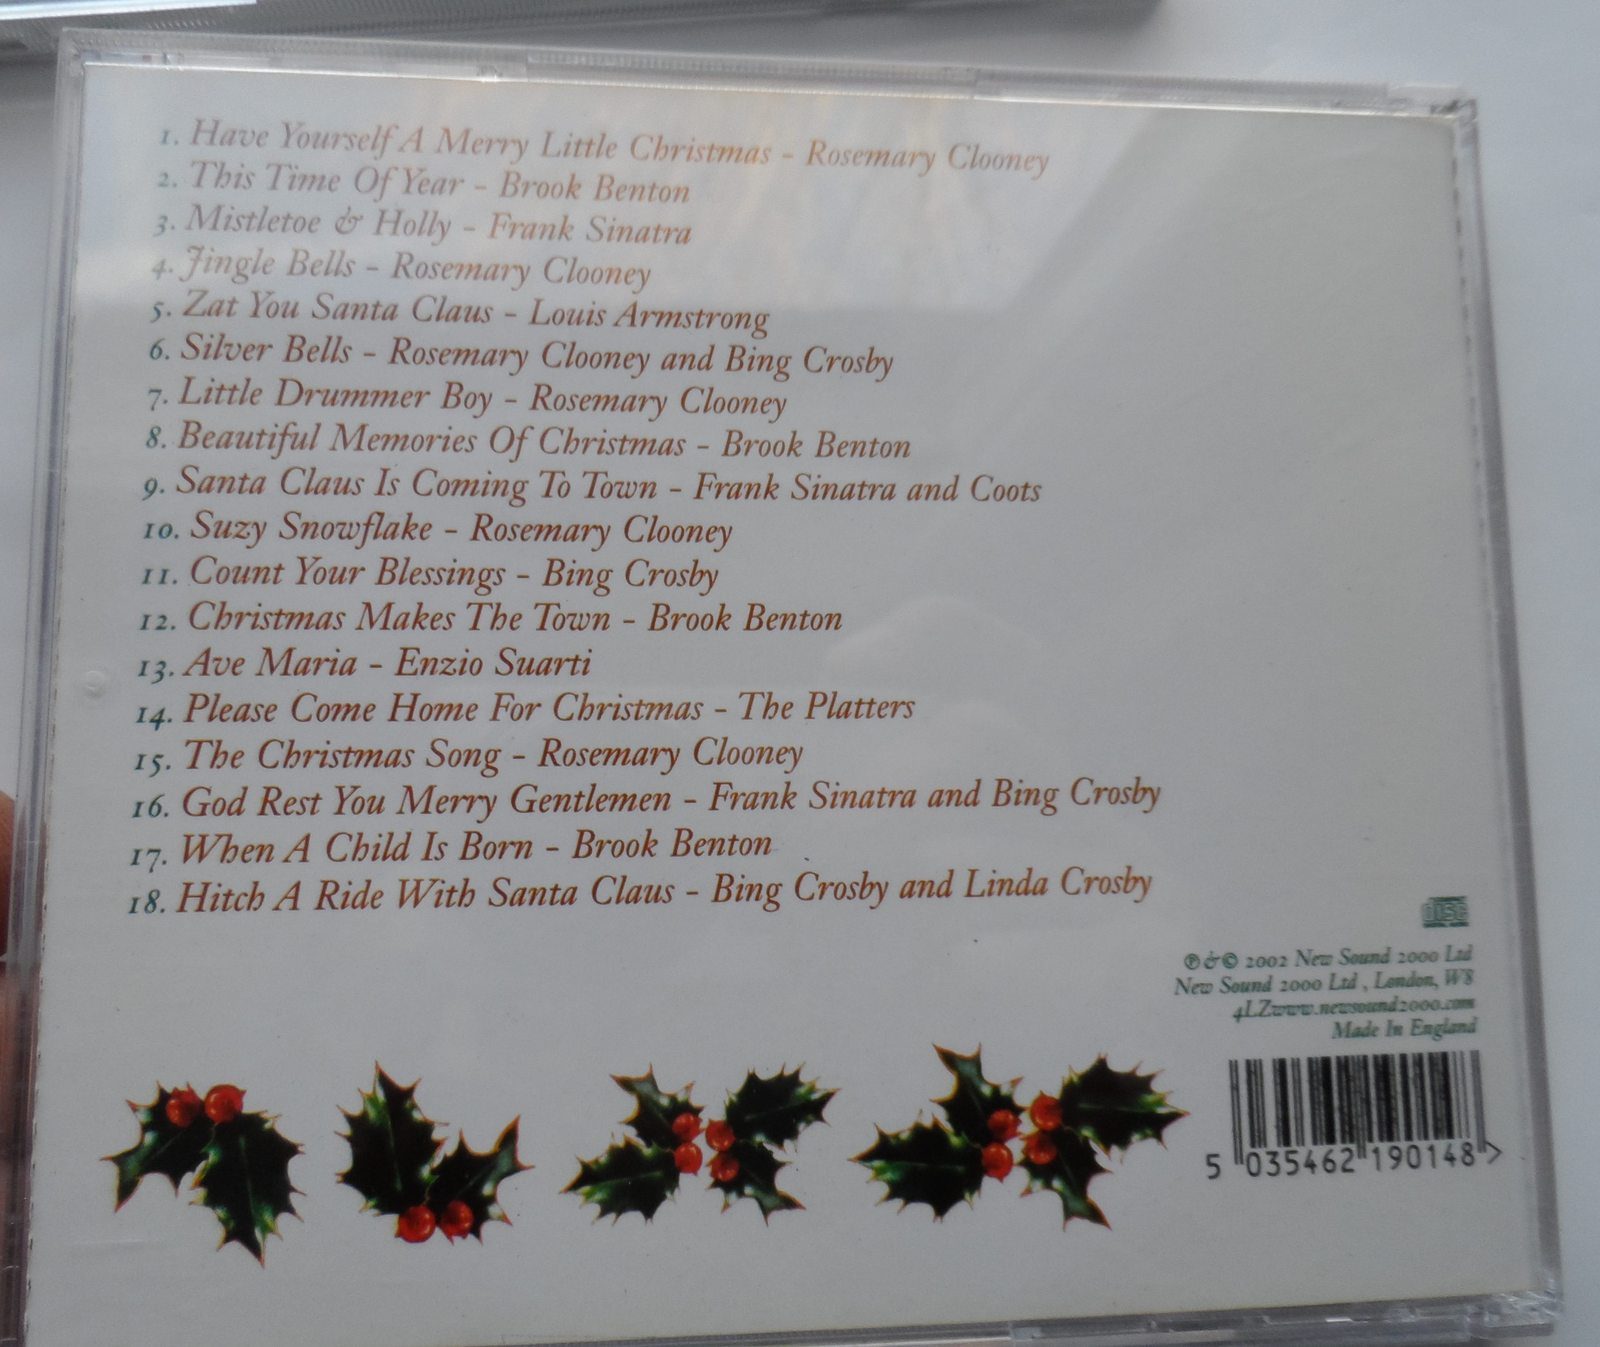 1. Have Yourself A Merry Little Christmas - Rosemary Clooney
2. This Time Of Year - Brook Benton
3. Mistletoe & Holly - Frank Sinatra
4. Jingle Bells - Rosemary Clooney
5. Zat You Santa Claus - Louis Armstrong
6. Silver Bells - Rosemary Clooney and Bing Crosby
7. Little Drummer Boy - Rosemary Clooney
8. Beautiful Memories Of Christmas - Brook Benton
9. Santa Claus Is Coming To Town - Frank Sinatra and Coots
10. Suzy Snowflake - Rosemary Clooney
11. Count Your Blessings - Bing Crosby
12. Christmas Makes The Town - Brook Benton
13. Ave Maria - Enzio Suarti
14. Please Come Home For Christmas - The Platters
15. The Christmas Song - Rosemary Clooney
16. God Rest You Merry Gentlemen - Frank Sinatra and Bing Crosby
17. When A Child Is Born - Brook Benton
18. Hitch A Ride With Santa Claus - Bing Crosby and Linda Crosby
disc
℗ & © 2002 New Sound 2000 Ltd
New Sound 2000 Ltd , London, W8
4LZwww.newsound2000.com
Made In England
5 035462 190148 >